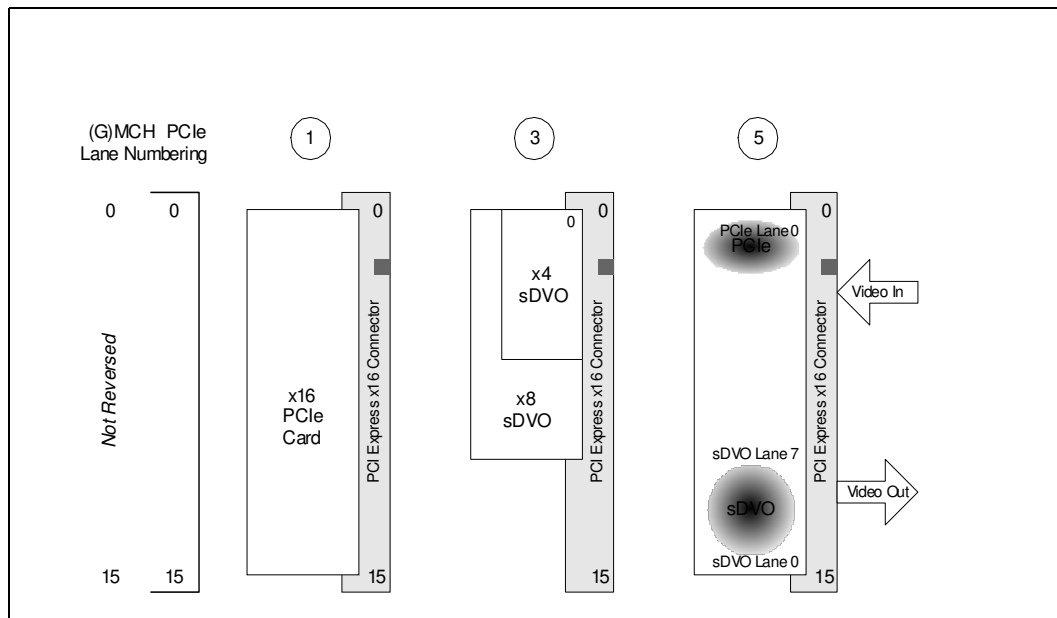 (G)MCH PCIe
Lane Numbering
1
3
5
0
0
0
0
0
0
PCIe Lane 0
PCIe
x4
sDVO
Video In
Not Reversed
PCI Express x16 Connector
PCI Express x16 Connector
PCI Express x16 Connector
x16
PCIe
Card
x8
sDVO
sDVO Lane 7
sDVO
Video Out
sDVO Lane 0
15
15
15
15
15